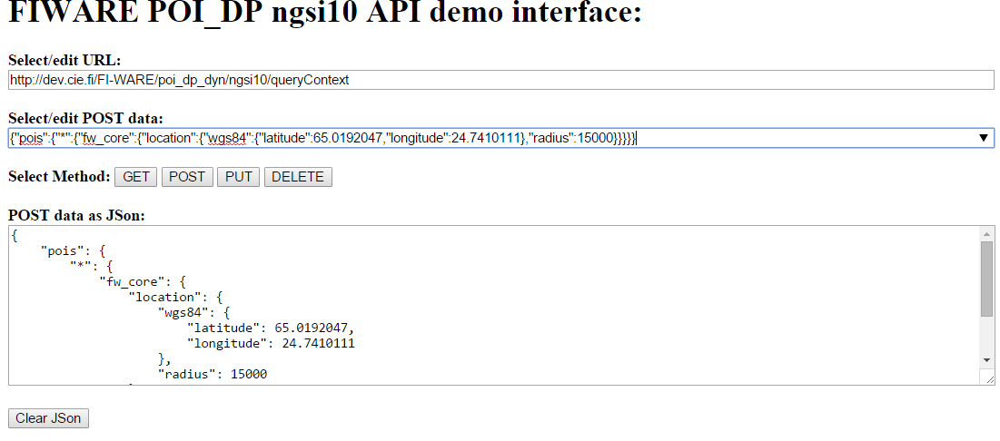 FIWARE POI_DP ngsi10 API demo interface:
Select/edit URL:
http://dev.cie.fi/FI-WARE/poi_dp_dyn/ngsi10/queryContext
Select/edit POST data:
{"pois":{"*":{"fw_core":{"location":{"wgs84":{"latitude":65.0192047,"longitude":24.7410111},"radius":15000}}}}}
Select Method: GET POST PUT DELETE
POST data as JSon:
{
    "pois": {
        "*": {
            "fw_core": {
                "location": {
                    "wgs84": {
                        "latitude": 65.0192047,
                        "longitude": 24.7410111
                    },
                    "radius": 15000
Clear JSon